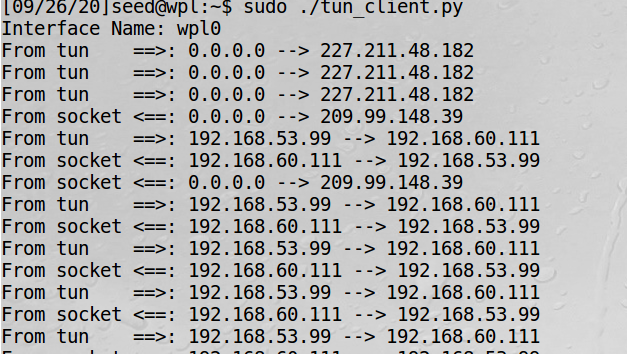 [09/26/20]seed@wpl:~$ sudo ./tun_client.py
Interface Name: wpl0
From tun    ==>: 0.0.0.0 --> 227.211.48.182
From tun    ==>: 0.0.0.0 --> 227.211.48.182
From tun    ==>: 0.0.0.0 --> 227.211.48.182
From socket <==: 0.0.0.0 --> 209.99.148.39
From tun    ==>: 192.168.53.99 --> 192.168.60.111
From socket <==: 192.168.60.111 --> 192.168.53.99
From socket <==: 0.0.0.0 --> 209.99.148.39
From tun    ==>: 192.168.53.99 --> 192.168.60.111
From socket <==: 192.168.60.111 --> 192.168.53.99
From tun    ==>: 192.168.53.99 --> 192.168.60.111
From socket <==: 192.168.60.111 --> 192.168.53.99
From tun    ==>: 192.168.53.99 --> 192.168.60.111
From socket <==: 192.168.60.111 --> 192.168.53.99
From tun    ==>: 192.168.53.99 --> 192.168.60.111